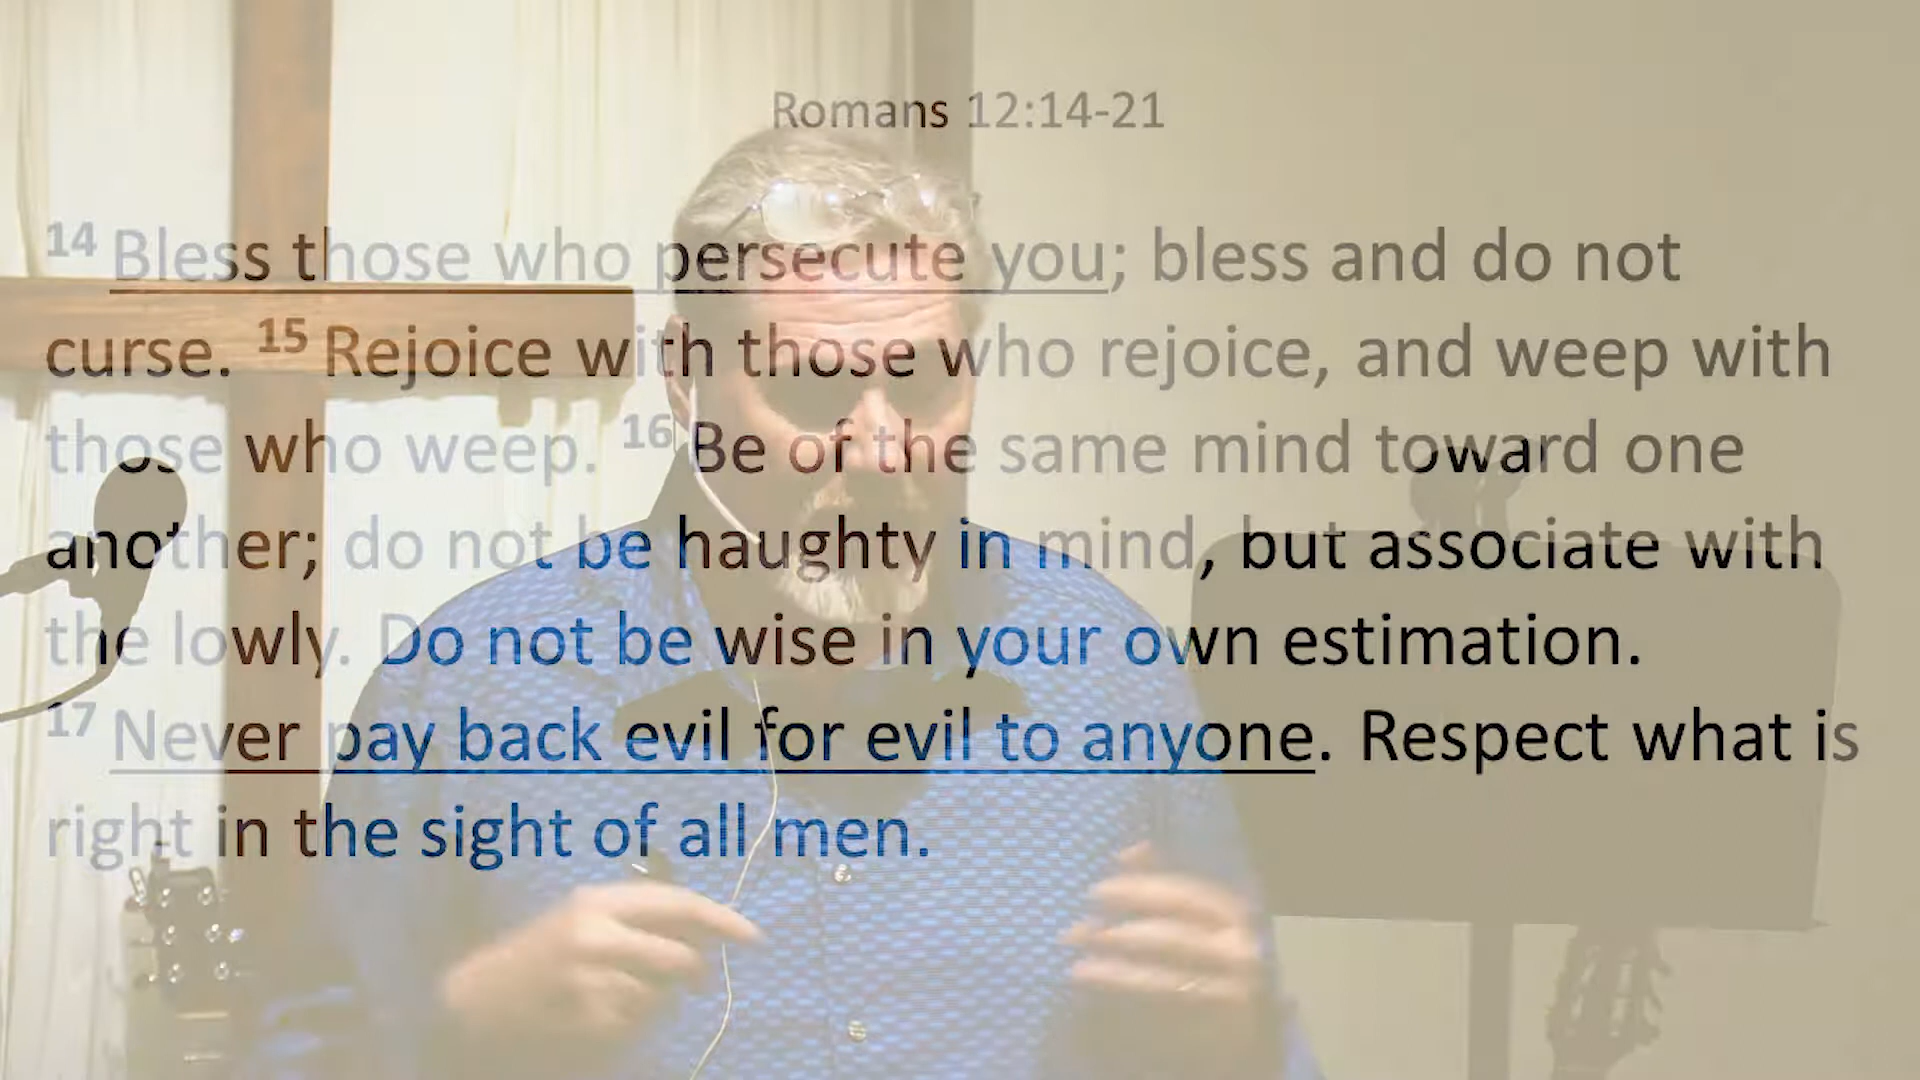 Romans 12:14-21
14 Bless those who persecute you; bless and do not
curse. 15 Rejoice with those who rejoice, and weep with
those who weep. 16 Be of the same mind toward one
another; do not be haughty in mind, but associate with
the lowly. Do not be wise in your own estimation.
17 Never pay back evil for evil to anyone. Respect what is
right in the sight of all men.